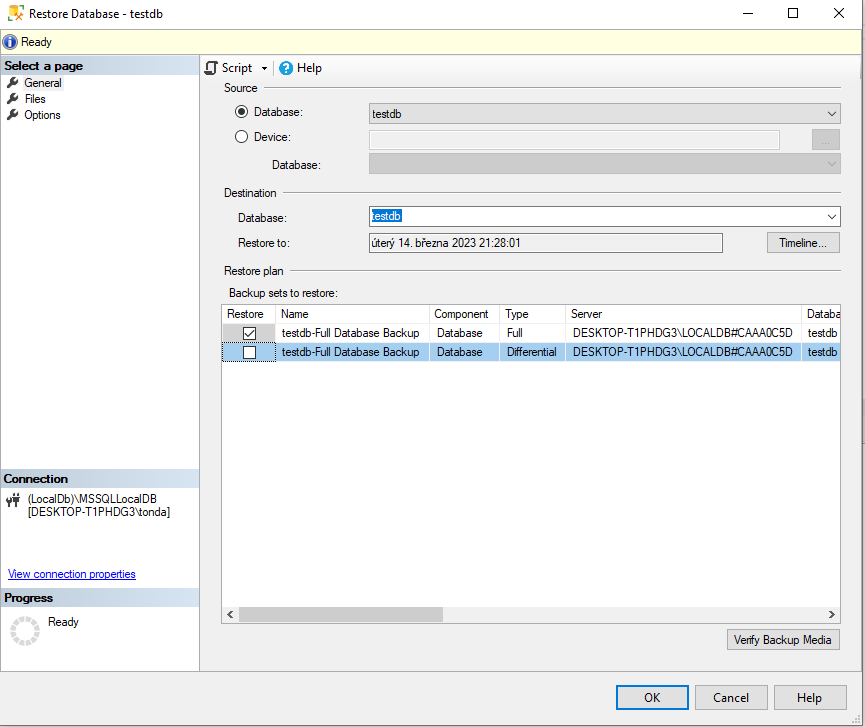 Restore Database - testdb
Ready
Select a page
General
Files
Options
Script
Help
Source
Database:
testdb
Device:
...
Database:
Destination
Database:
testdb
Restore to:
úterý 14. března 2023 21:28:01
Timeline...
Restore plan
Backup sets to restore:
Restore Name Component Type Server Databa
testdb-Full Database Backup Database Full DESKTOP-T1PHDG3\LOCALDB#CAAA0C5D testdb
testdb-Full Database Backup Database Differential DESKTOP-T1PHDG3\LOCALDB#CAAA0C5D testdb
Connection
(LocalDb)\MSSQLLocalDB
[DESKTOP-T1PHDG3\tonda]
View connection properties
Progress
Ready
Verify Backup Media
OK
Cancel
Help